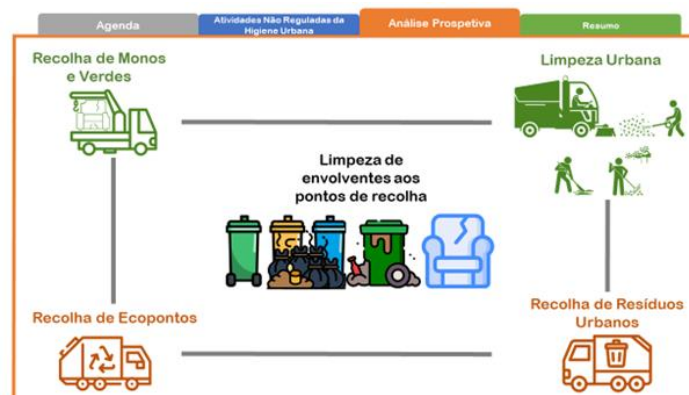 Agenda
Atividades Não Reguladas da
Higiene Urbana
Análise Prospetiva
Resumo
Recolha de Monos
e Verdes
Limpeza Urbana
Limpeza de
envolventes aos
pontos de recolha
Recolha de Ecopontos
Recolha de Resíduos
Urbanos